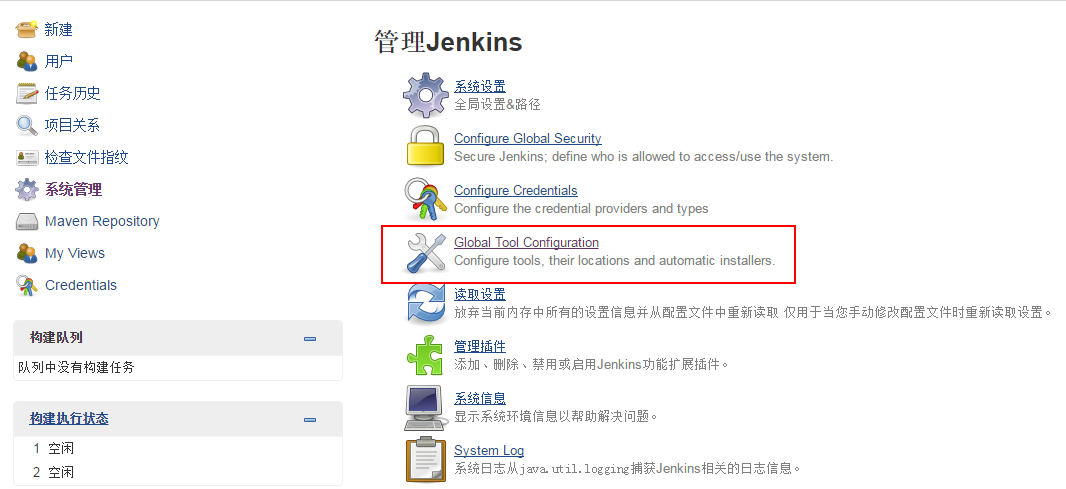 新建
用户
任务历史
项目关系
检查文件指纹
系统管理
Maven Repository
My Views
Credentials
构建队列
队列中没有构建任务
构建执行状态
1 空闲
2 空闲
管理Jenkins
系统设置
全局设置&路径
Configure Global Security
Secure Jenkins; define who is allowed to access/use the system.
Configure Credentials
Configure the credential providers and types
Global Tool Configuration
Configure tools, their locations and automatic installers.
读取设置
放弃当前内存中所有的设置信息并从配置文件中重新读取 仅用于当您手动修改配置文件时重新读取设置。
管理插件
添加、删除、禁用或启用Jenkins功能扩展插件。
系统信息
显示系统环境信息以帮助解决问题。
System Log
系统日志从java.util.logging捕获Jenkins相关的日志信息。